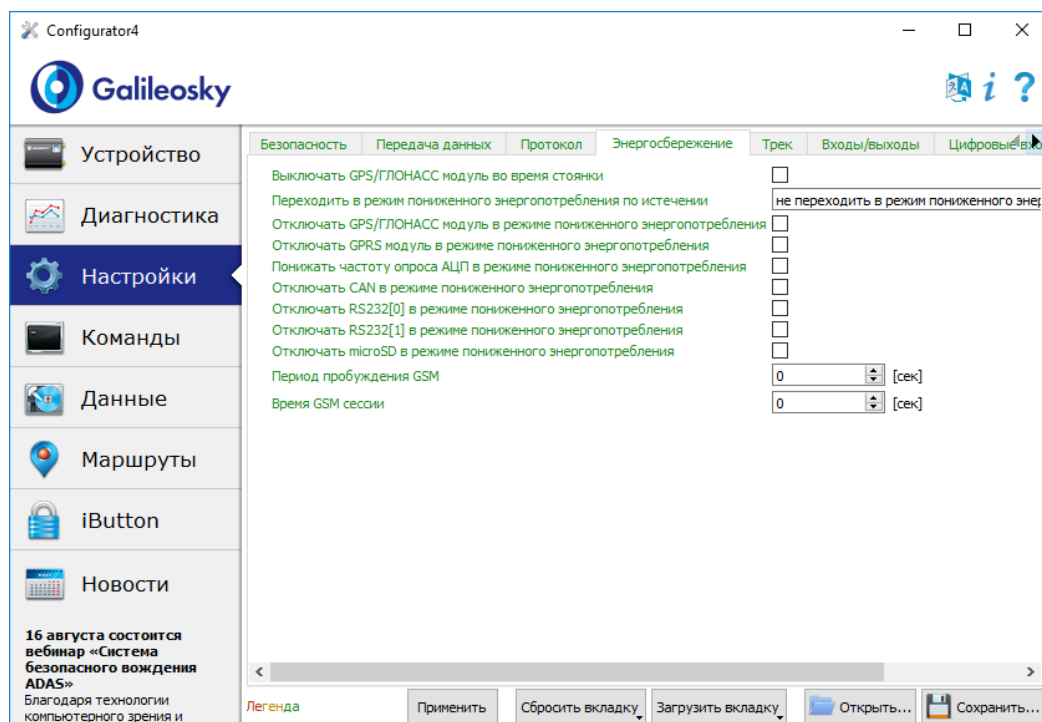 Configurator4
Galileosky
Устройство
Диагностика
Настройки
Команды
Данные
Маршруты
iButton
Новости
16 августа состоится
вебинар «Система
безопасного вождения
ADAS»
Благодаря технологии
компьютерного зрения и
Безопасность Передача данных Протокол Энергосбережение Трек Входы/выходы Цифровые
Выключать GPS/ГЛОНАСС модуль во время стоянки
Переходить в режим пониженного энергопотребления по истечении не переходить в режим пониженного энер
Отключать GPS/ГЛОНАСС модуль в режиме пониженного энергопотребления
Отключать GPRS модуль в режиме пониженного энергопотребления
Понижать частоту опроса АЦП в режиме пониженного энергопотребления
Отключать CAN в режиме пониженного энергопотребления
Отключать RS232[0] в режиме пониженного энергопотребления
Отключать RS232[1] в режиме пониженного энергопотребления
Отключать microSD в режиме пониженного энергопотребления
Период пробуждения GSM 0 [сек]
Время GSM сессии 0 [сек]
Легенда Применить Сбросить вкладку Загрузить вкладку Открыть... Сохранить...